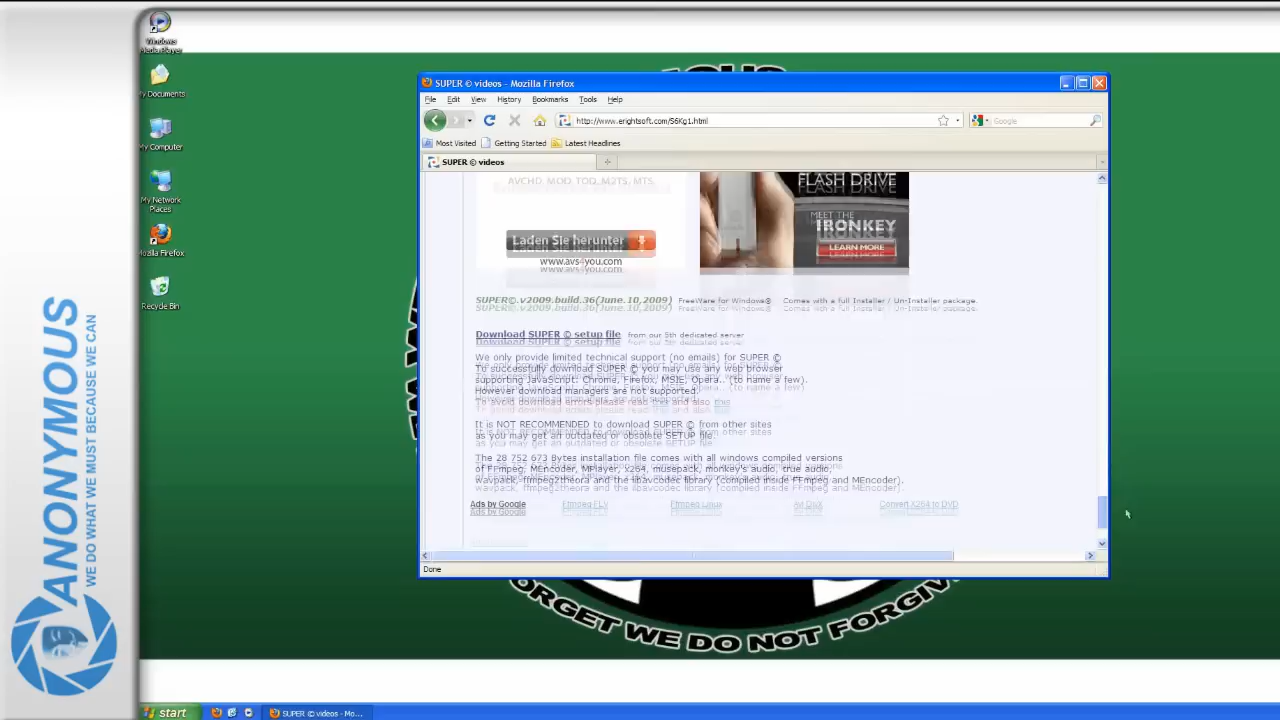 Windows
Media Player
My Documents
My Computer
My Network
Places
Mozilla Firefox
Recycle Bin
ANONYMOUS
WE DO WHAT WE MUST BECAUSE WE CAN
SUPER © videos - Mozilla Firefox
File Edit View History Bookmarks Tools Help
http://www.erightsoft.com/S6Kg1.html
Google
Most Visited Getting Started Latest Headlines
SUPER © videos
AVCHD, MOD, TOD, M2TS, MTS,
Laden Sie herunter
www.avs4you.com
FLASH DRIVE
MEET THE
IRONKEY
LEARN MORE
SUPER©.v2009.build.36(June.10,2009) FreeWare for Windows® Comes with a full Installer / Un-Installer package.
Download SUPER © setup file from our 5th dedicated server
We only provide limited technical support (no emails) for SUPER ©
To successfully download SUPER © you may use any web browser
supporting JavaScript: Chrome, Firefox, MSIE, Opera.. (to name a few).
However download managers are not supported.
To avoid download errors please read this and also this
It is NOT RECOMMENDED to download SUPER © from other sites
as you may get an outdated or obsolete SETUP file.
The 28 752 673 Bytes installation file comes with all windows compiled versions
of FFmpeg, MEncoder, MPlayer, x264, musepack, monkey's audio, true audio,
wavpack, ffmpeg2theora and the libavcodec library (compiled inside FFmpeg and MEncoder).
Ads by Google Ffmpeg FLV Ffmpeg Linux Avi DivX Convert X264 to DVD
Done
ORGET WE DO NOT FORGIV
start SUPER © videos - Mo...